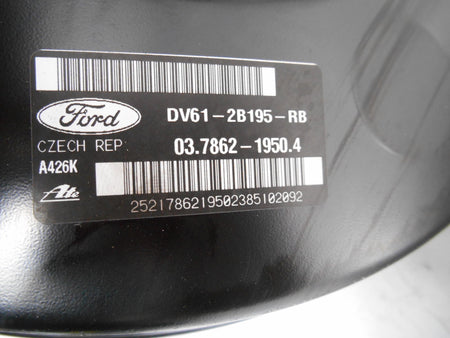 Ford
DV61-2B195-RB
CZECH REP.
03.7862-1950.4
A426K
Ate
2521786219502385102092